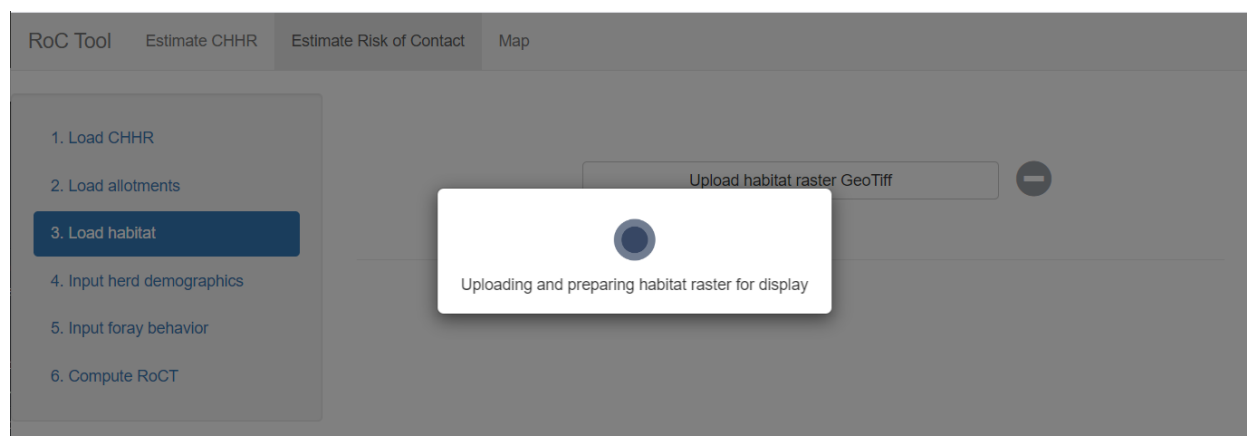 RoC Tool Estimate CHHR Estimate Risk of Contact Map
1. Load CHHR
2. Load allotments
3. Load habitat
4. Input herd demographics
5. Input foray behavior
6. Compute RoCT
Upload habitat raster GeoTiff
Uploading and preparing habitat raster for display